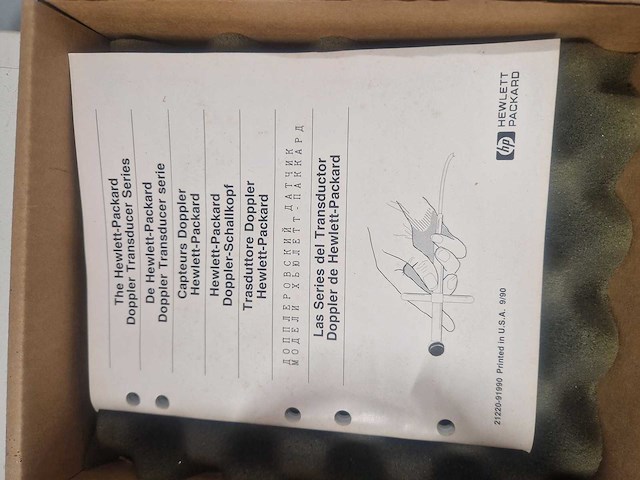 The Hewlett-Packard
Doppler Transducer Series
De Hewlett-Packard
Doppler Transducer serie
Capteurs Doppler
Hewlett-Packard
Hewlett-Packard
Doppler-Schallkopf
Trasduttore Doppler
Hewlett-Packard
ДОППЛЕРОВСКИЙ ДАТЧИК
МОДЕЛИ ХЬЮЛЕТТ-ПАККАРД
Las Series del Transductor
Doppler de Hewlett-Packard
21220-91990 Printed in U.S.A. 9/90
hp HEWLETT
PACKARD